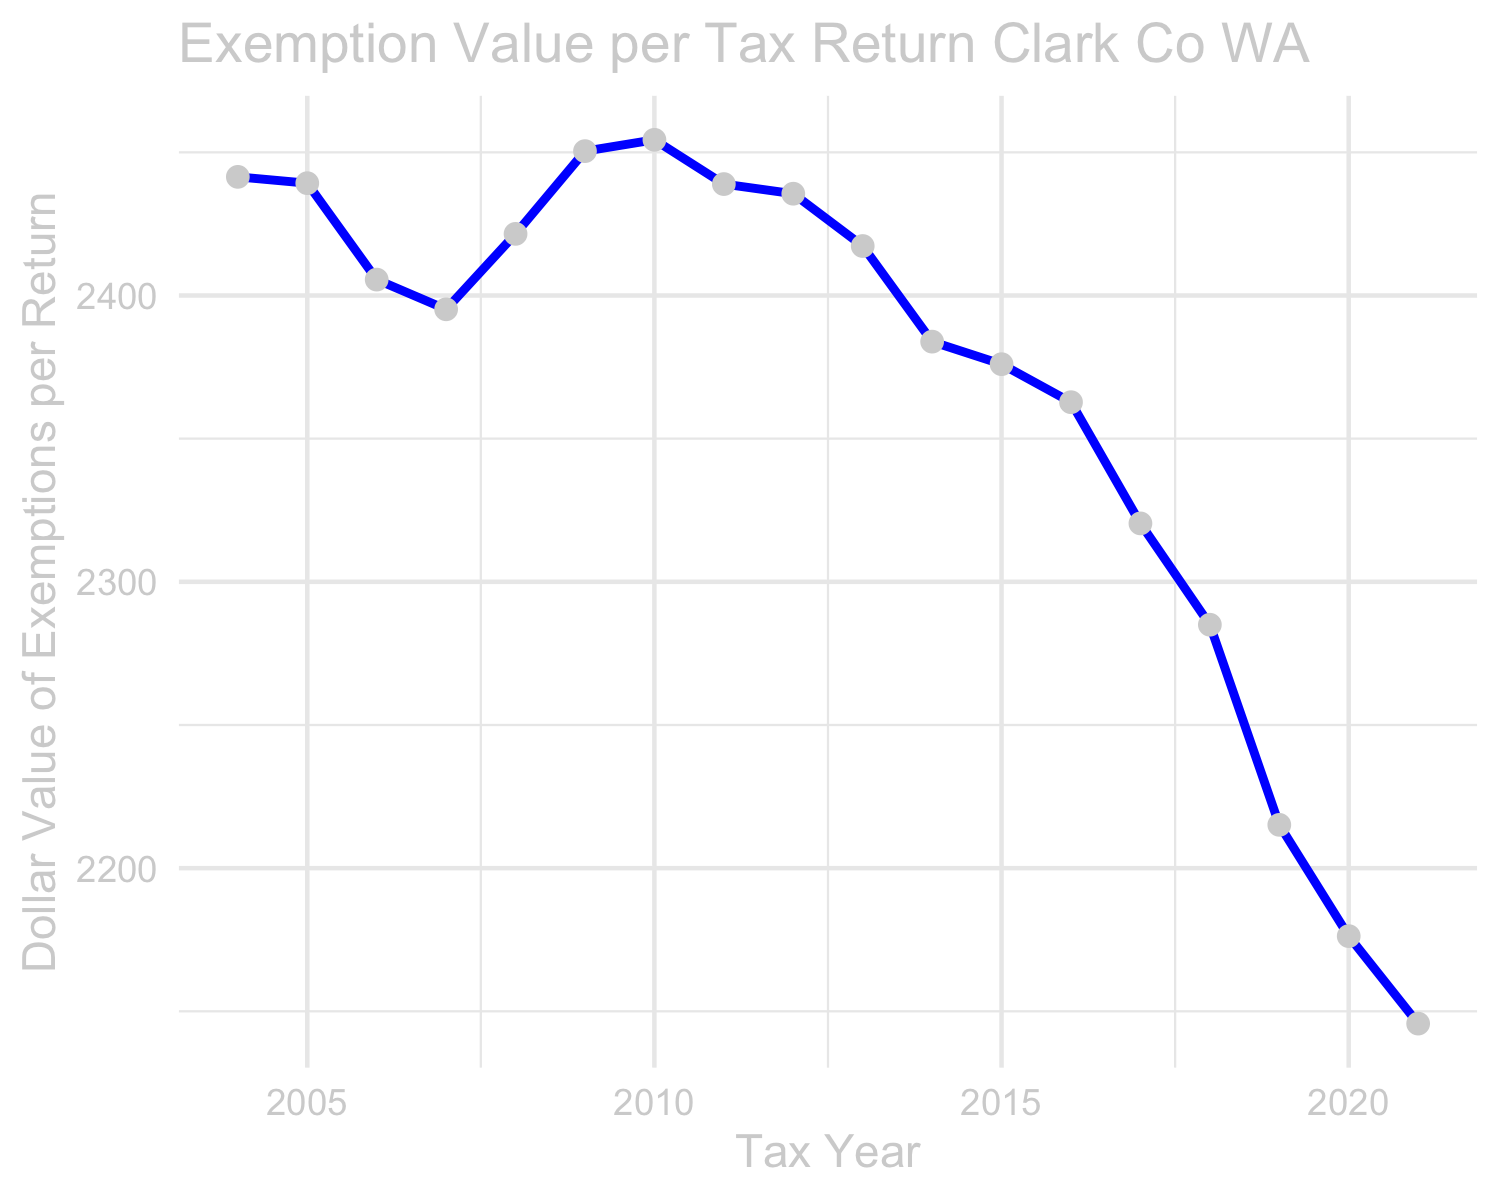 Exemption Value per Tax Return Clark Co WA
Dollar Value of Exemptions per Return
2400
2300
2200
2005
2010
2015
2020
Tax Year